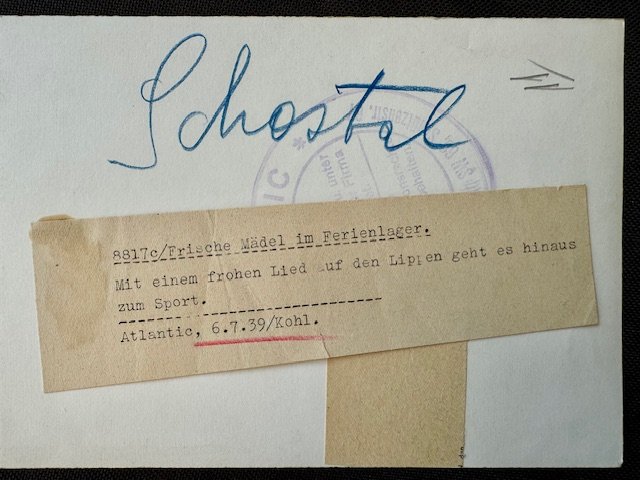 Schostal
8817c/Frische Mädel im Ferienlager.
Mit einem frohen Lied auf den Lippen geht es hinaus
zum Sport.
Atlantic, 6.7.39/Kohl.